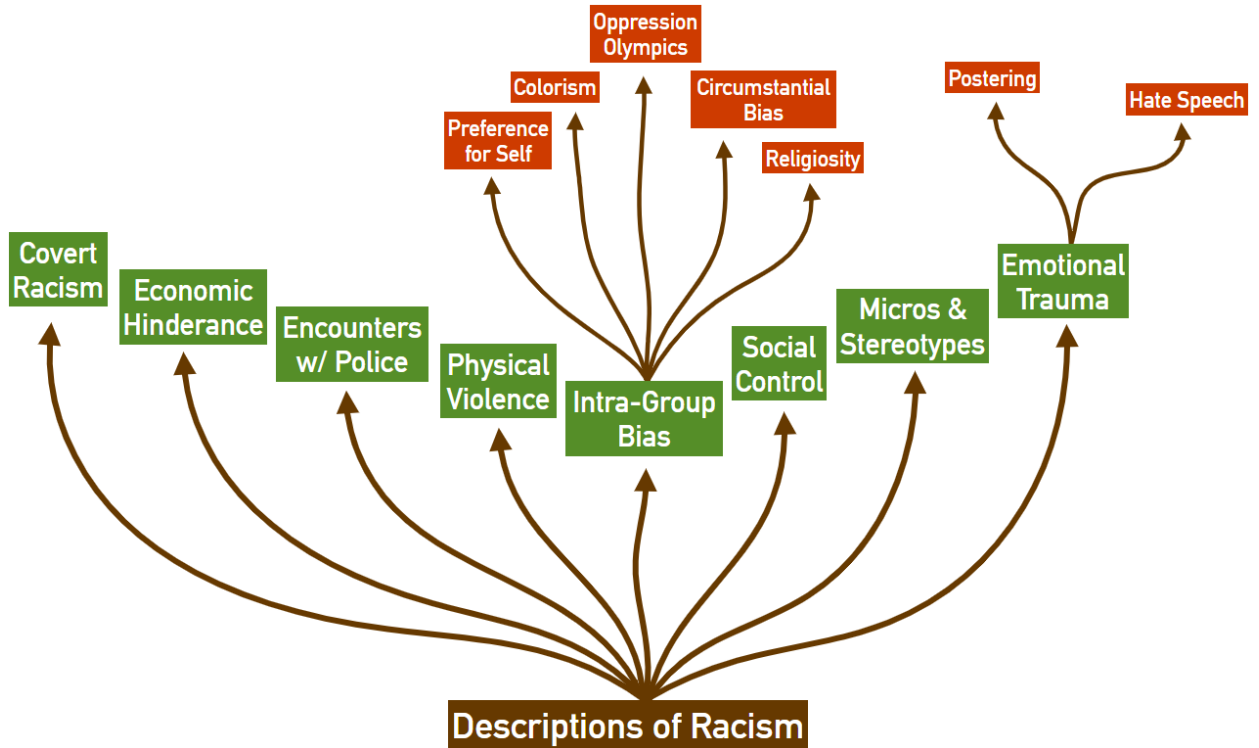 Oppression
Olympics
Colorism
Circumstantial
Bias
Postering
Hate Speech
Preference
for Self
Religiosity
Covert
Racism
Economic
Hinderance
Encounters
w/ Police
Physical
Violence
Intra-Group
Bias
Social
Control
Micros &
Stereotypes
Emotional
Trauma
Descriptions of Racism